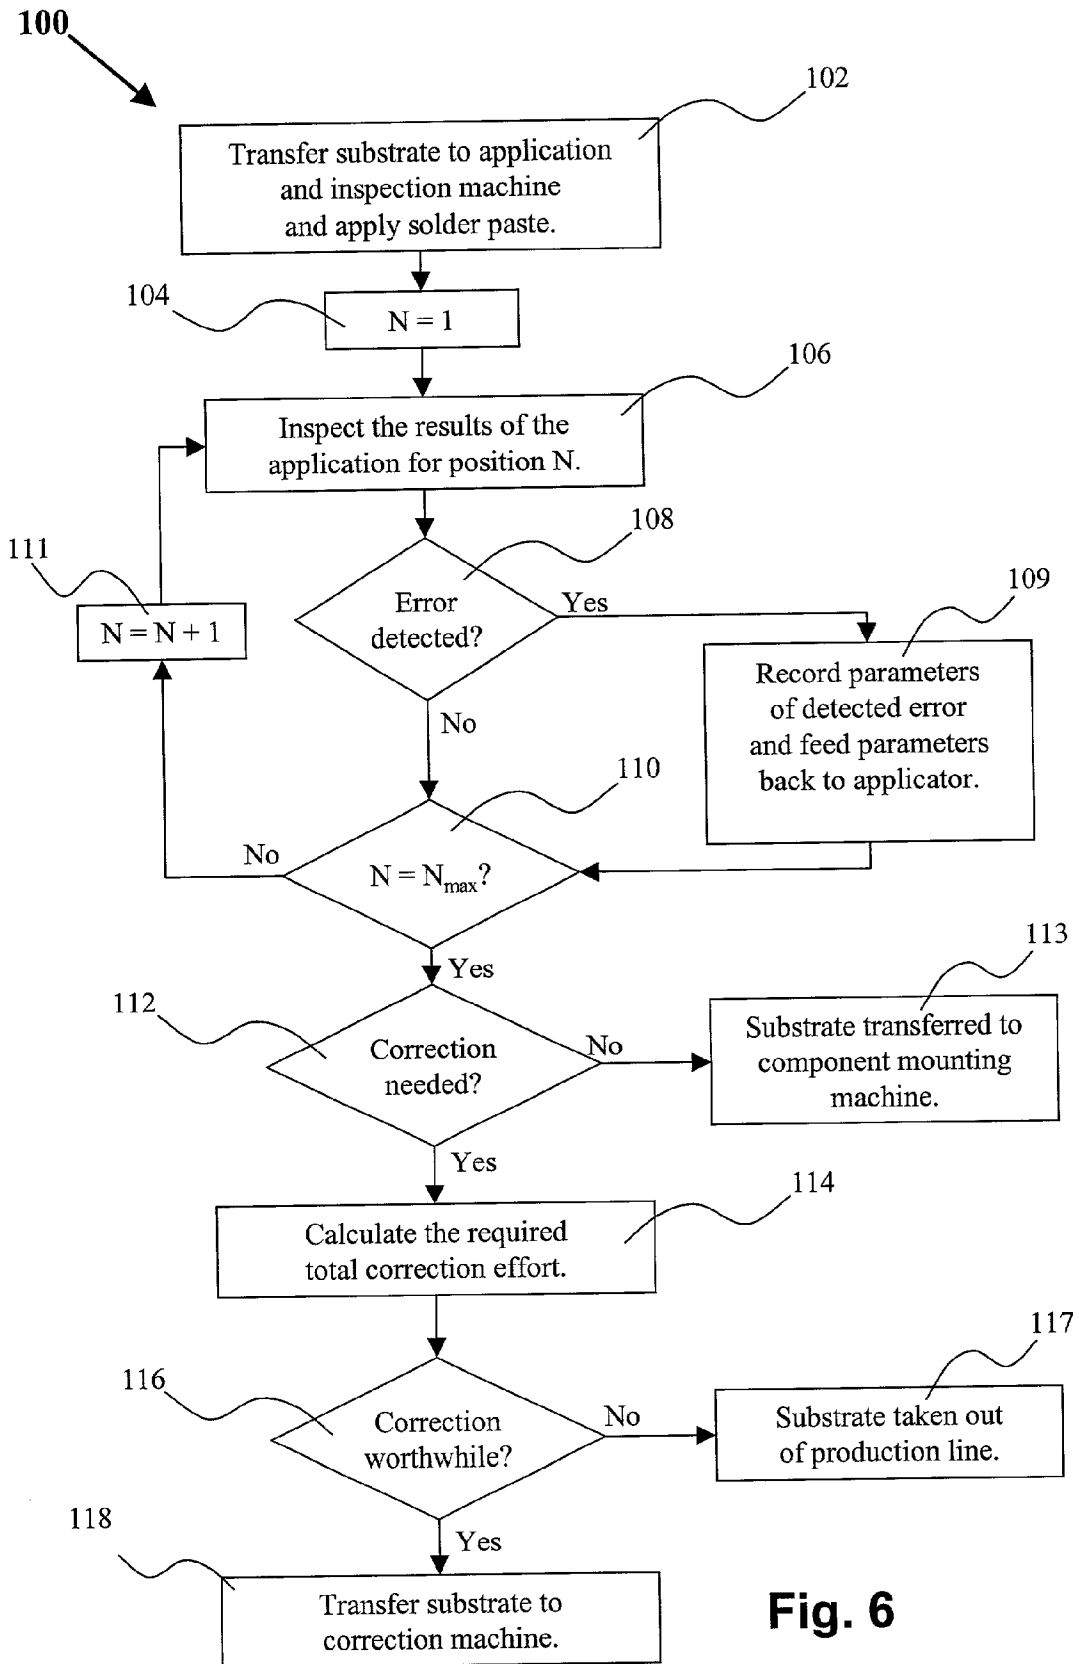 100
102
Transfer substrate to application
and inspection machine
and apply solder paste.
104
N = 1
106
Inspect the results of the
application for position N.
108
111
N = N + 1
Error
detected?
Yes
109
Record parameters
of detected error
and feed parameters
back to applicator.
No
110
No
N = Nmax?
Yes
113
112
Correction
needed?
No
Substrate transferred to
component mounting
machine.
Yes
114
Calculate the required
total correction effort.
117
116
Correction
worthwhile?
No
Substrate taken out
of production line.
118
Yes
Transfer substrate to
correction machine.
Fig. 6